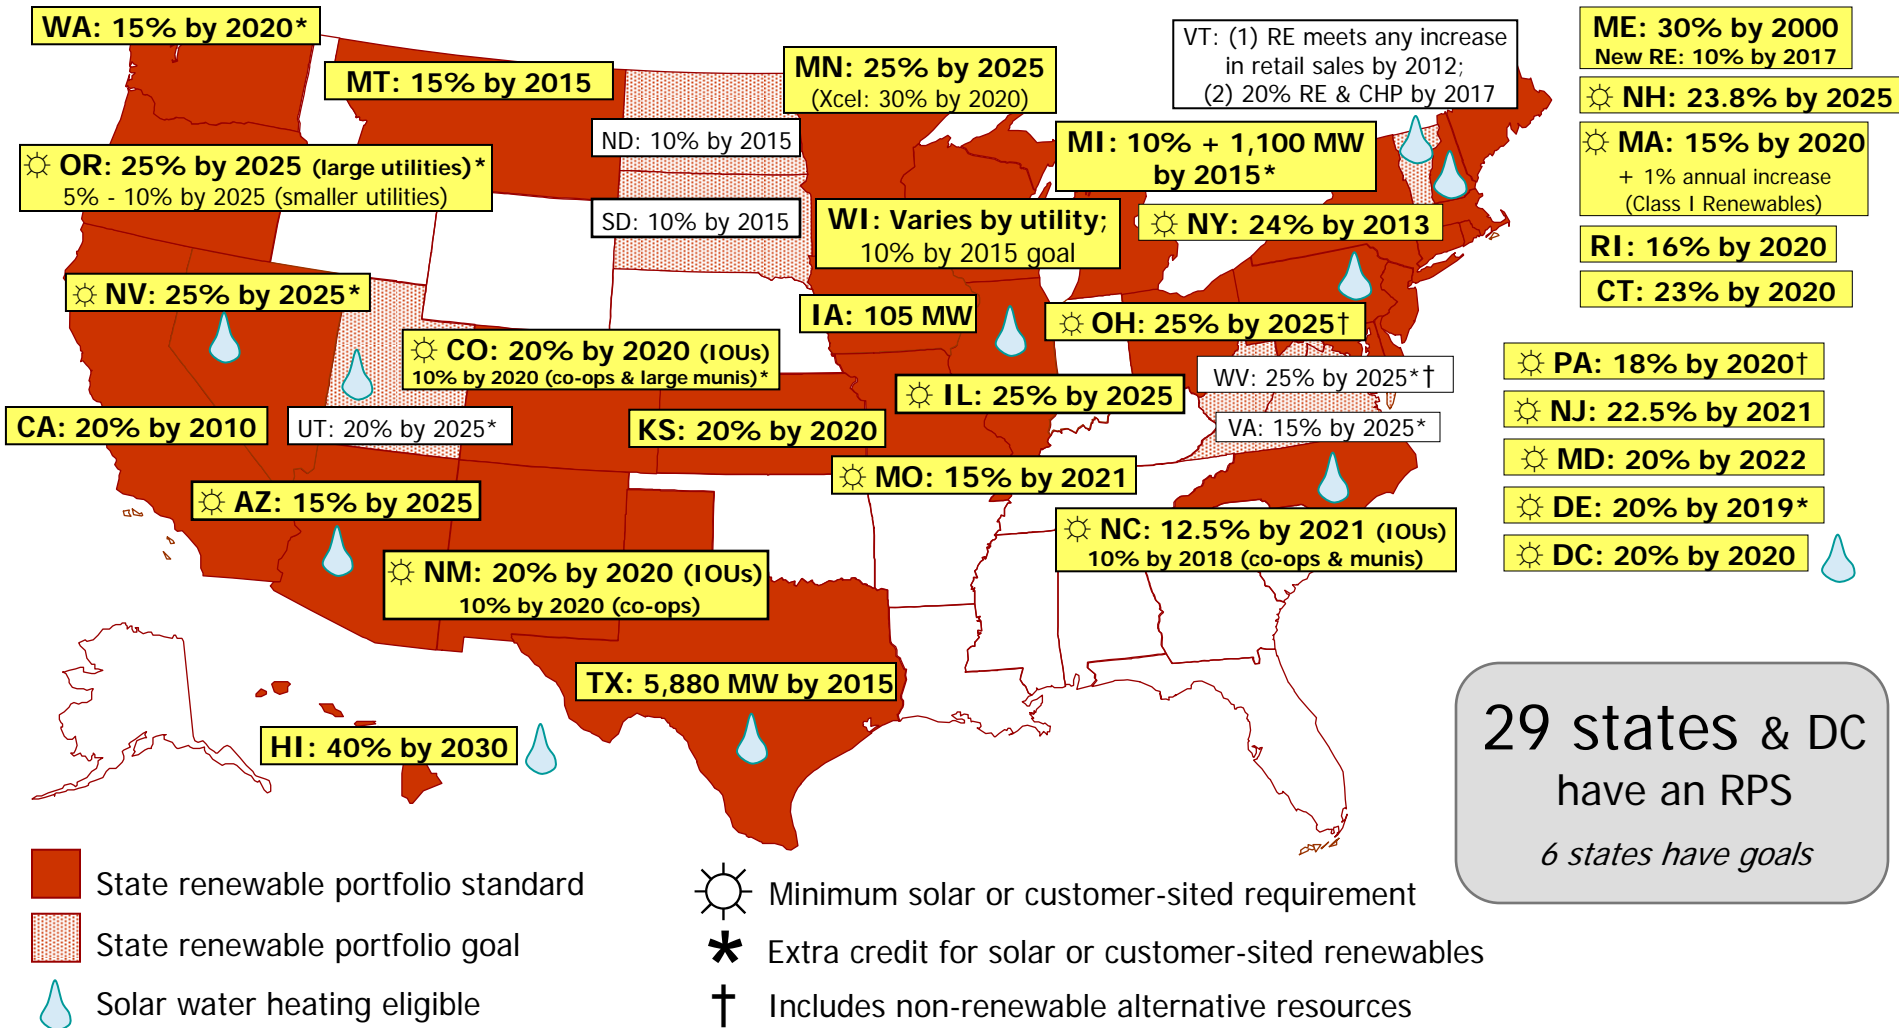 WA: 15% by 2020*
MT: 15% by 2015
MN: 25% by 2025
(Xcel: 30% by 2020)
VT: (1) RE meets any increase
in retail sales by 2012;
(2) 20% RE & CHP by 2017
ME: 30% by 2000
New RE: 10% by 2017
☼ NH: 23.8% by 2025
ND: 10% by 2015
MI: 10% + 1,100 MW
by 2015*
☼ MA: 15% by 2020
+ 1% annual increase
(Class I Renewables)
☼ OR: 25% by 2025 (large utilities)*
5% - 10% by 2025 (smaller utilities)
SD: 10% by 2015
WI: Varies by utility;
10% by 2015 goal
☼ NY: 24% by 2013
RI: 16% by 2020
CT: 23% by 2020
☼ NV: 25% by 2025*
IA: 105 MW
☼ OH: 25% by 2025†
☼ CO: 20% by 2020 (IOUs)
10% by 2020 (co-ops & large munis)*
WV: 25% by 2025*†
☼ PA: 18% by 2020†
☼ IL: 25% by 2025
☼ NJ: 22.5% by 2021
CA: 20% by 2010
UT: 20% by 2025*
KS: 20% by 2020
VA: 15% by 2025*
☼ MD: 20% by 2022
☼ MO: 15% by 2021
☼ AZ: 15% by 2025
☼ DE: 20% by 2019*
☼ NC: 12.5% by 2021 (IOUs)
10% by 2018 (co-ops & munis)
☼ DC: 20% by 2020
☼ NM: 20% by 2020 (IOUs)
10% by 2020 (co-ops)
TX: 5,880 MW by 2015
HI: 40% by 2030
29 states & DC
have an RPS
6 states have goals
State renewable portfolio standard
State renewable portfolio goal
Solar water heating eligible
☼ Minimum solar or customer-sited requirement
* Extra credit for solar or customer-sited renewables
† Includes non-renewable alternative resources